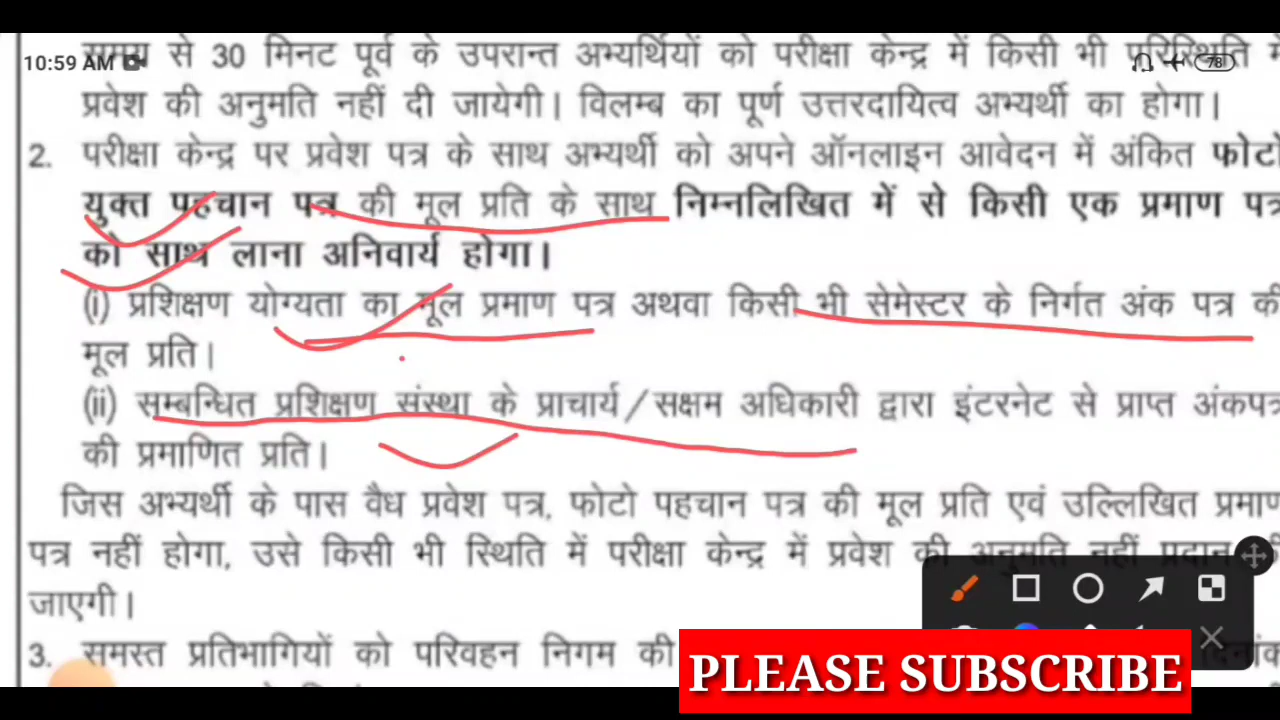 समय से 30 मिनट पूर्व के उपरान्त अभ्यर्थियों को परीक्षा केन्द्र में किसी भी परिस्थिति में
10:59 AM
78
प्रवेश की अनुमति नहीं दी जायेगी। विलम्ब का पूर्ण उत्तरदायित्व अभ्यर्थी का होगा।
2. परीक्षा केन्द्र पर प्रवेश पत्र के साथ अभ्यर्थी को अपने ऑनलाइन आवेदन में अंकित फोटो
युक्त पहचान पत्र की मूल प्रति के साथ निम्नलिखित में से किसी एक प्रमाण पत्र
को साथ लाना अनिवार्य होगा।
(i) प्रशिक्षण योग्यता का मूल प्रमाण पत्र अथवा किसी भी सेमेस्टर के निर्गत अंक पत्र की
मूल प्रति।
(ii) सम्बन्धित प्रशिक्षण संस्था के प्राचार्य/सक्षम अधिकारी द्वारा इंटरनेट से प्राप्त अंकपत्र
की प्रमाणित प्रति।
जिस अभ्यर्थी के पास वैध प्रवेश पत्र, फोटो पहचान पत्र की मूल प्रति एवं उल्लिखित प्रमाण
पत्र नहीं होगा, उसे किसी भी स्थिति में परीक्षा केन्द्र में प्रवेश की अनुमति नहीं प्रदान की
जाएगी।
3. समस्त प्रतिभागियों को परिवहन निगम की
PLEASE SUBSCRIBE